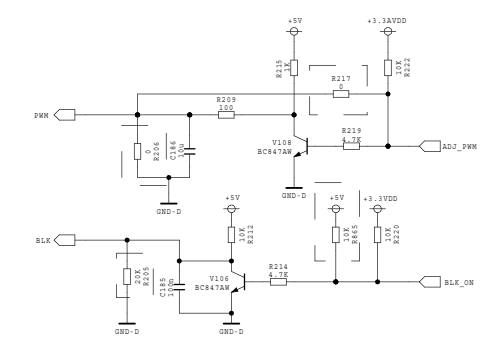 +5V
+3.3AVDD
R215
1K
R217
0
10K
R222
R209
100
PWM
R219
4.7K
V108
BC847AW
ADJ_PWM
0
R206
C186
10u
GND-D
GND-D
+5V
+5V
+3.3VDD
BLK
10K
R212
10K
R865
10K
R220
R214
4.7K
V106
BC847AW
BLK_ON
20K
R205
C185
100n
GND-D
GND-D